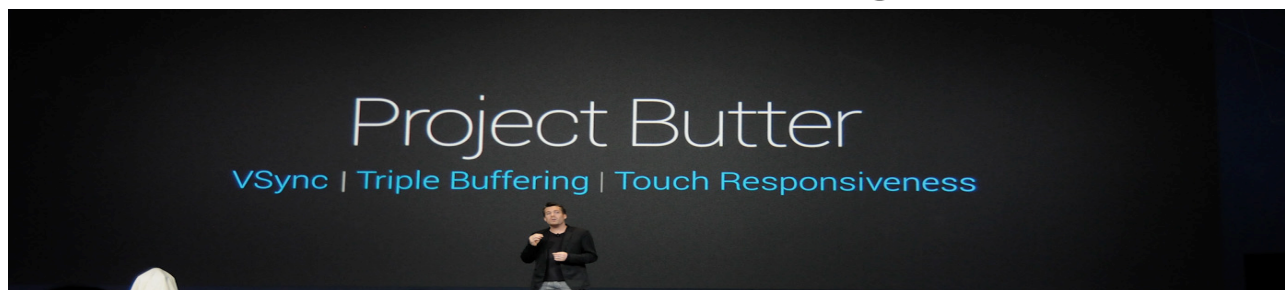 Project Butter
VSync | Triple Buffering | Touch Responsiveness